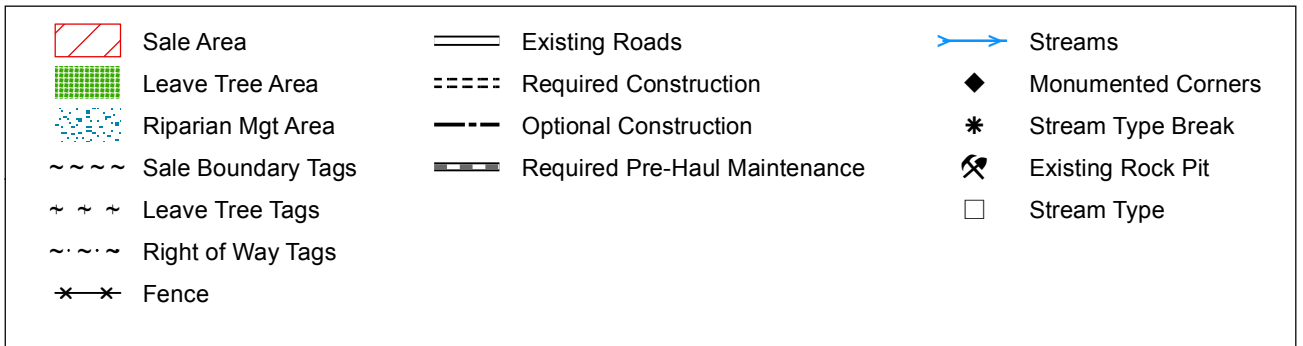 Sale Area
Leave Tree Area
Riparian Mgt Area
Sale Boundary Tags
Leave Tree Tags
Right of Way Tags
Fence
Existing Roads
Required Construction
Optional Construction
Required Pre-Haul Maintenance
Streams
Monumented Corners
Stream Type Break
Existing Rock Pit
Stream Type